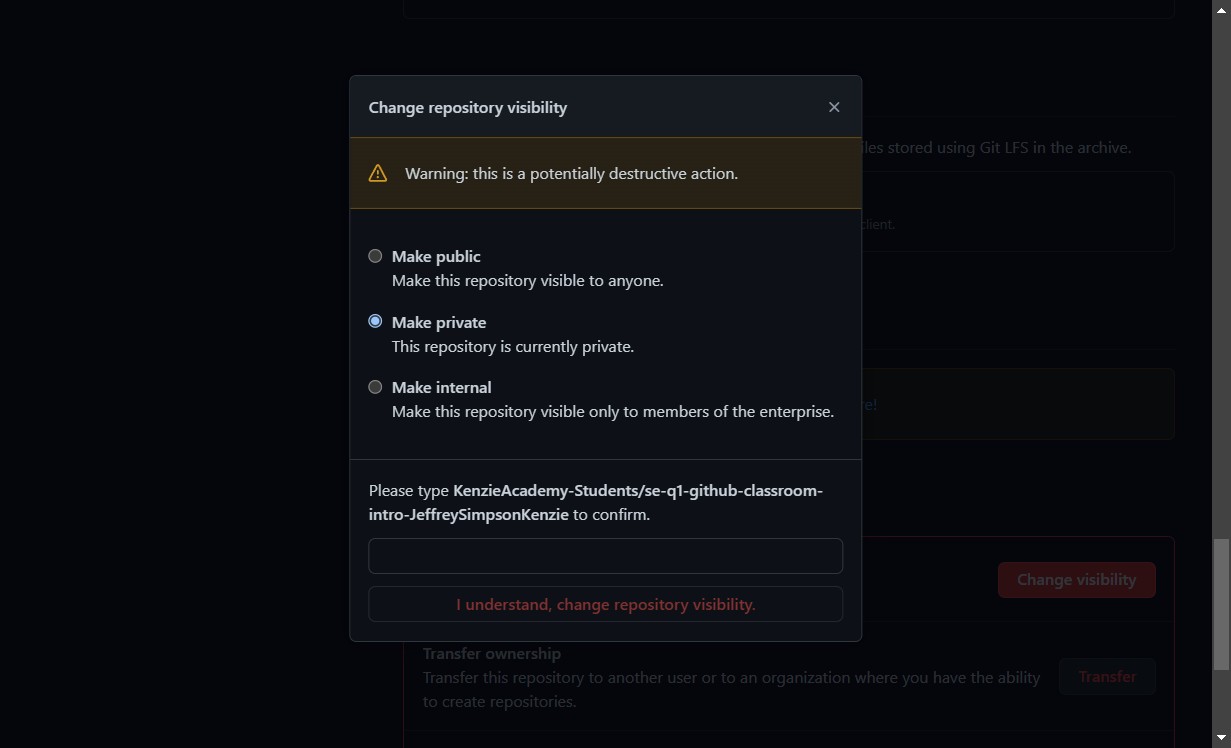 Change repository visibility
Warning: this is a potentially destructive action.
iles stored using Git LFS in the archive.
client.
Make public
Make this repository visible to anyone.
Make private
This repository is currently private.
Make internal
Make this repository visible only to members of the enterprise.
re!
Please type KenzieAcademy-Students/se-q1-github-classroom-
intro-JeffreySimpsonKenzie to confirm.
I understand, change repository visibility.
Change visibility
Transfer ownership
Transfer this repository to another user or to an organization where you have the ability
to create repositories.
Transfer